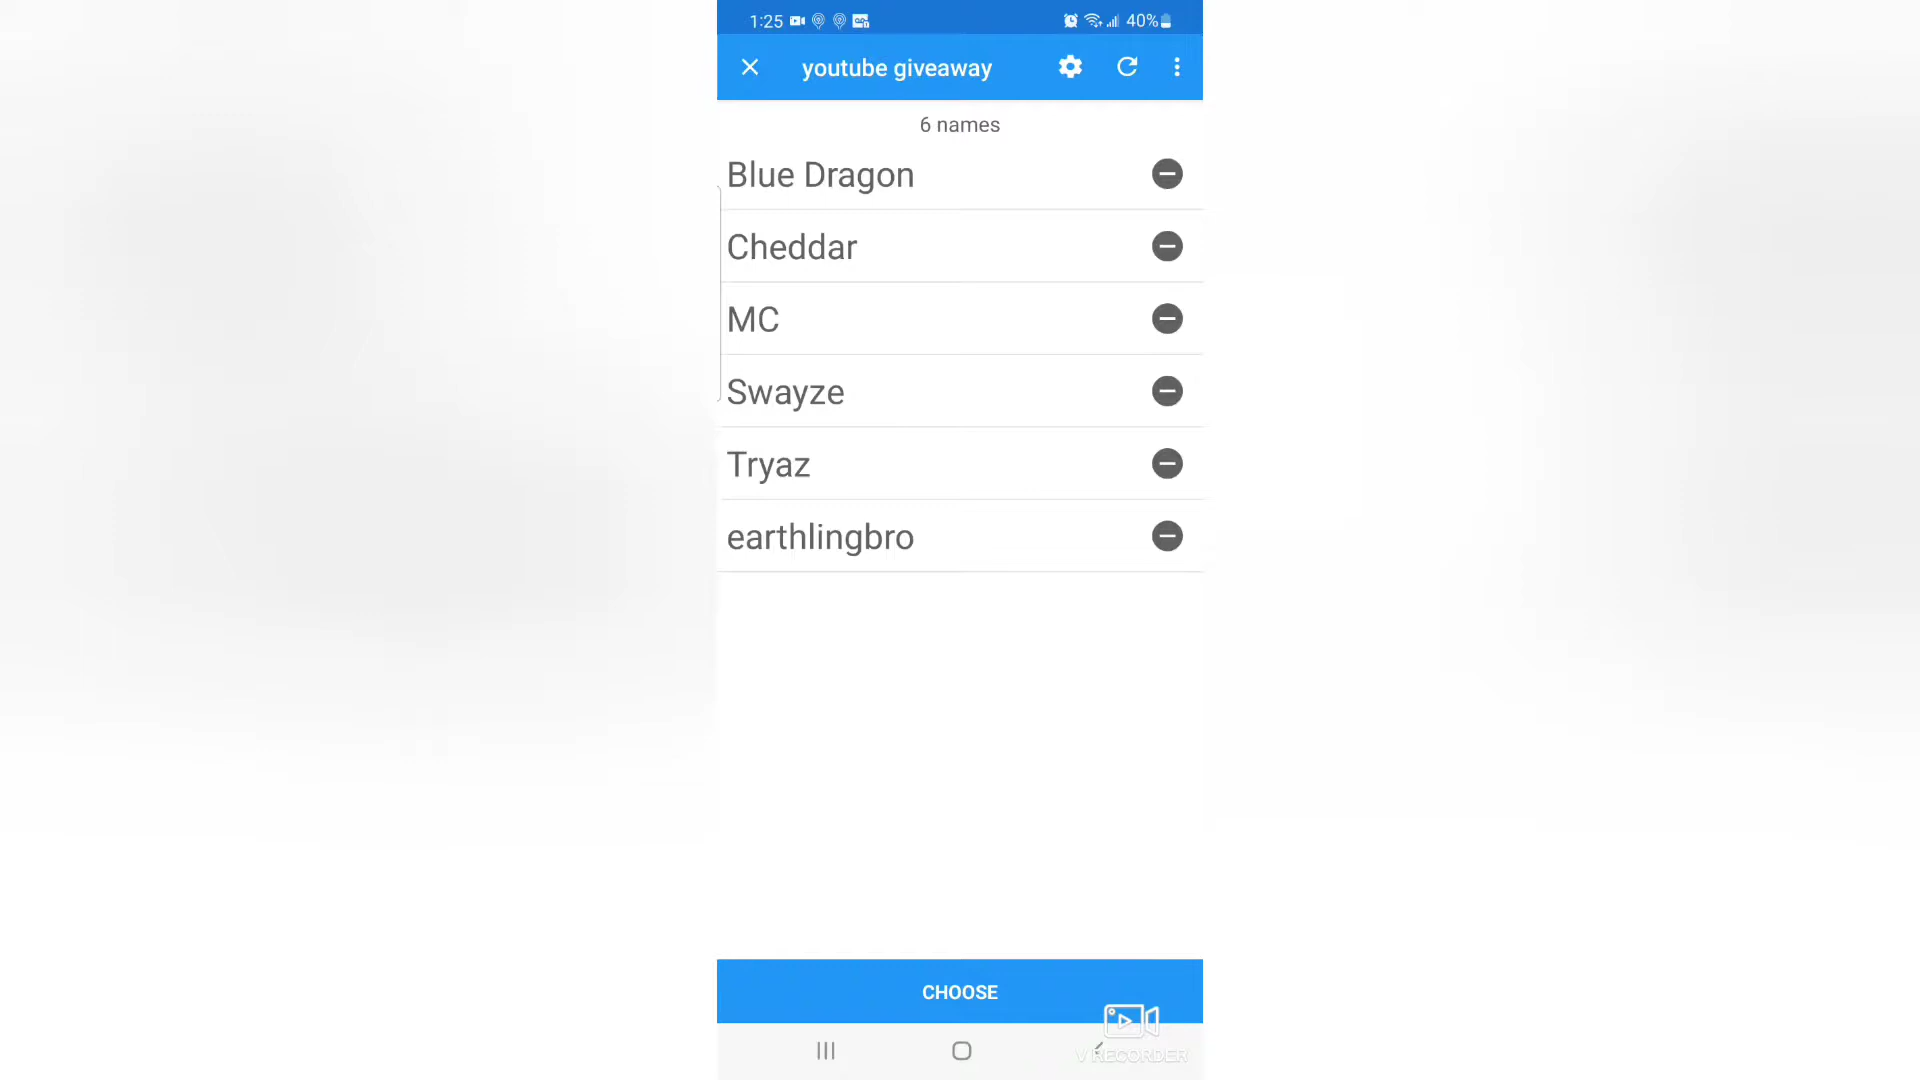 1:25 40%
youtube giveaway
6 names
Blue Dragon
Cheddar
MC
Swayze
Tryaz
earthlingbro
CHOOSE
V RECORDER